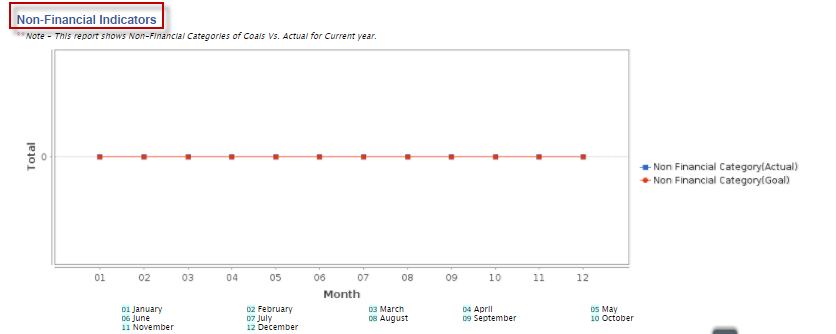 Non-Financial Indicators
**Note - This report shows Non-Financial Categories of Goals Vs. Actual for Current year.
Total
0
Non Financial Category(Actual)
Non Financial Category(Goal)
01 02 03 04 05 06 07 08 09 10 11 12
Month
01 January 02 February 03 March 04 April 05 May
06 June 07 July 08 August 09 September 10 October
11 November 12 December